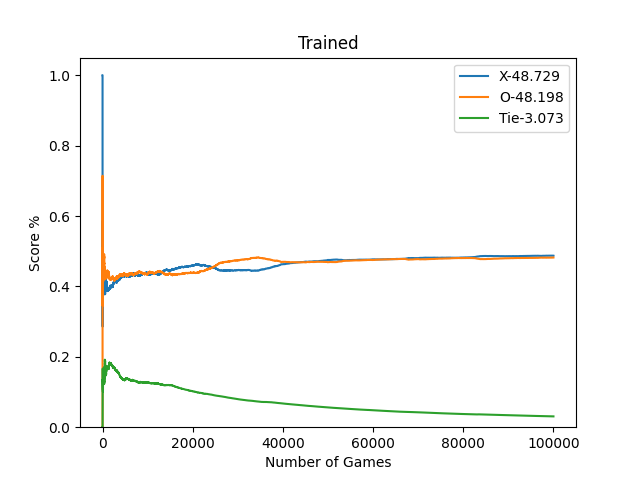 Trained
X-48.729
O-48.198
Tie-3.073
1.0
0.8
0.6
0.4
0.2
0.0
Score %
0 20000 40000 60000 80000 100000
Number of Games